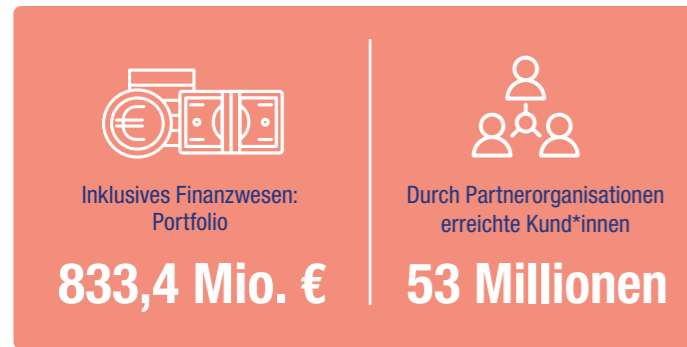 Inklusives Finanzwesen:
Portfolio
833,4 Mio. €
Durch Partnerorganisationen
erreichte Kund*innen
53 Millionen